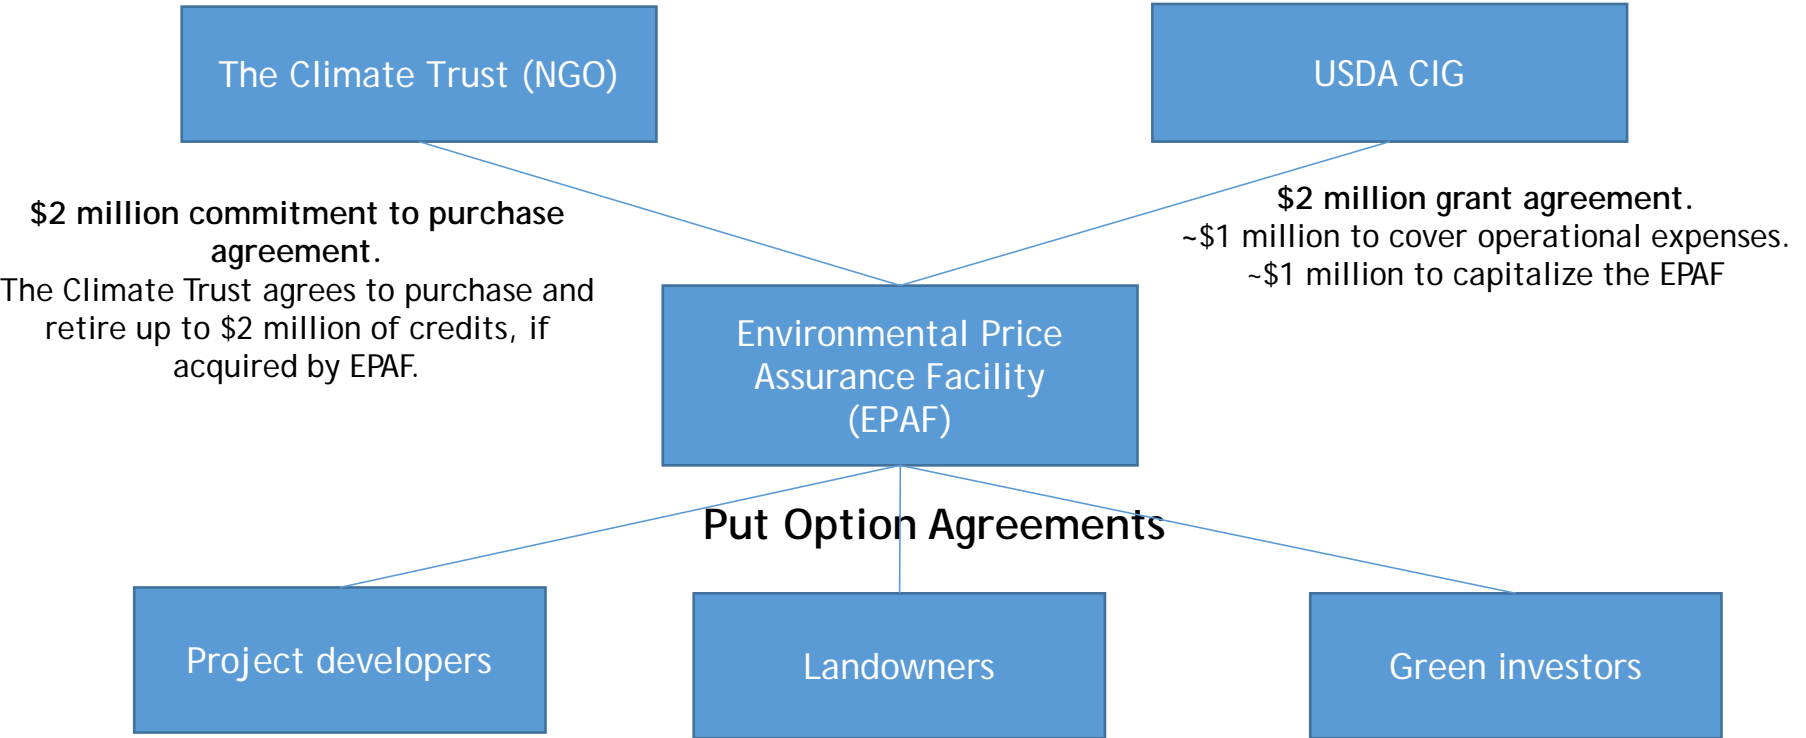 The Climate Trust (NGO)
USDA CIG
$2 million commitment to purchase
agreement.
The Climate Trust agrees to purchase and
retire up to $2 million of credits, if
acquired by EPAF.
$2 million grant agreement.
~$1 million to cover operational expenses.
~$1 million to capitalize the EPAF
Environmental Price
Assurance Facility
(EPAF)
Put Option Agreements
Project developers
Landowners
Green investors